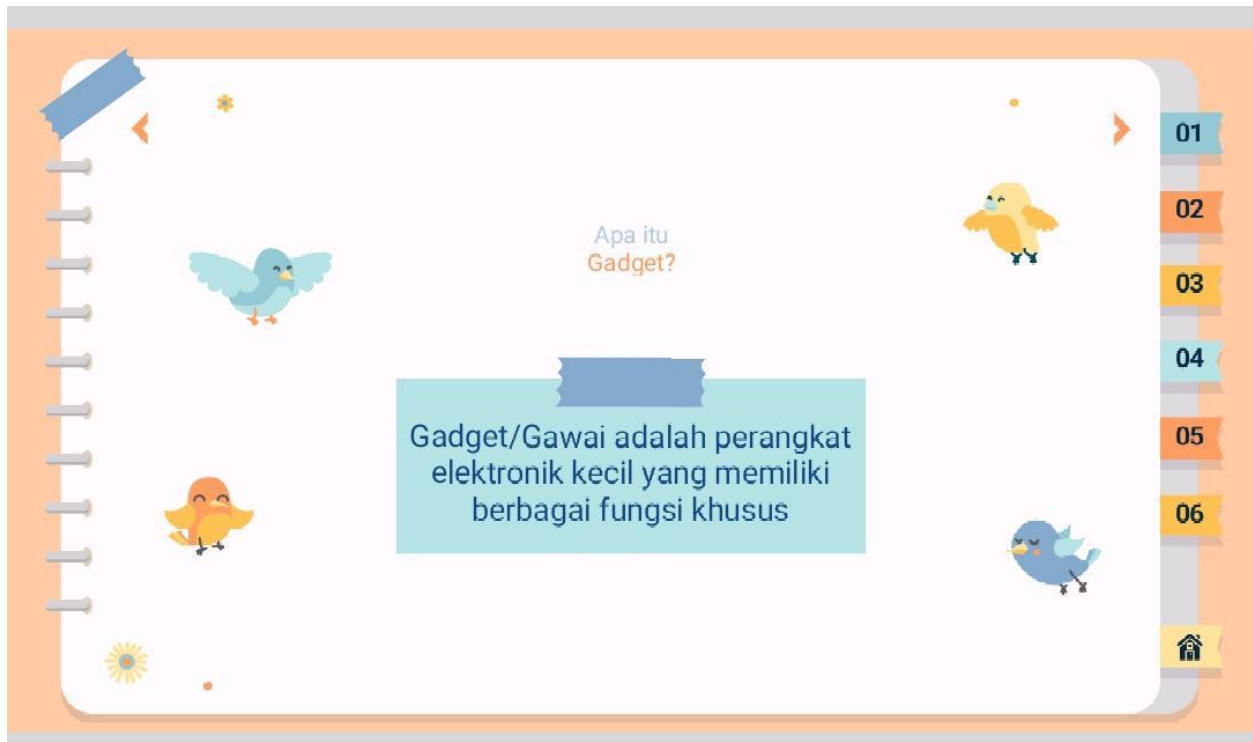 Apa itu
Gadget?
Gadget/Gawai adalah perangkat
elektronik kecil yang memiliki
berbagai fungsi khusus
01
02
03
04
05
06